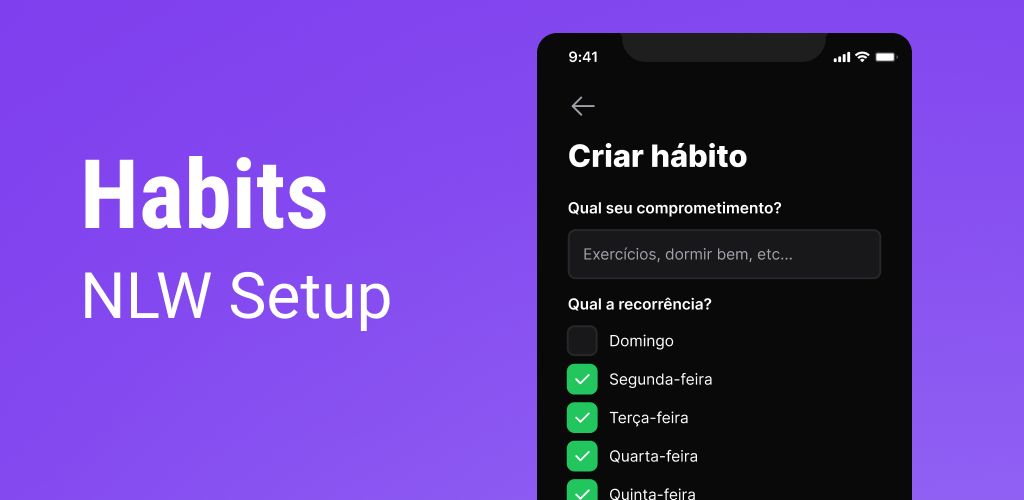 Habits
NLW Setup
9:41
Criar hábito
Qual seu comprometimento?
Exercícios, dormir bem, etc...
Qual a recorrência?
Domingo
Segunda-feira
Terça-feira
Quarta-feira
Quinta-feira